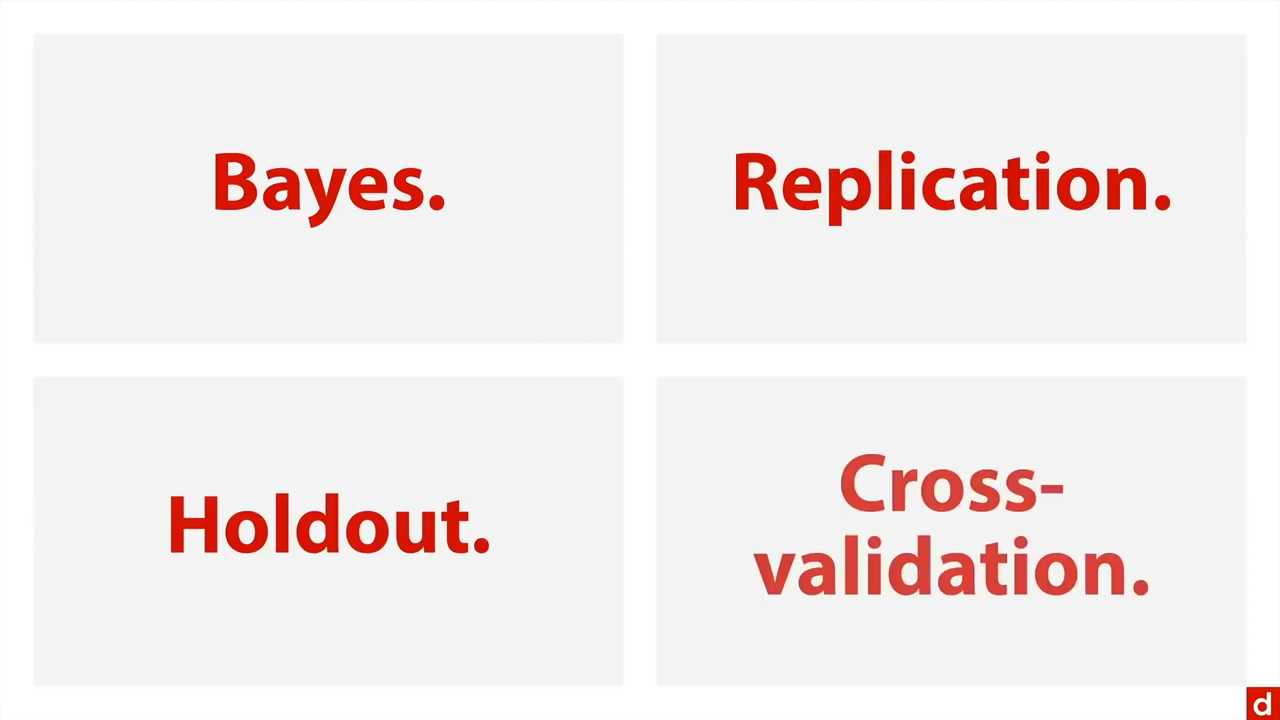 Bayes.
Replication.
Holdout.
Cross-
validation.
d